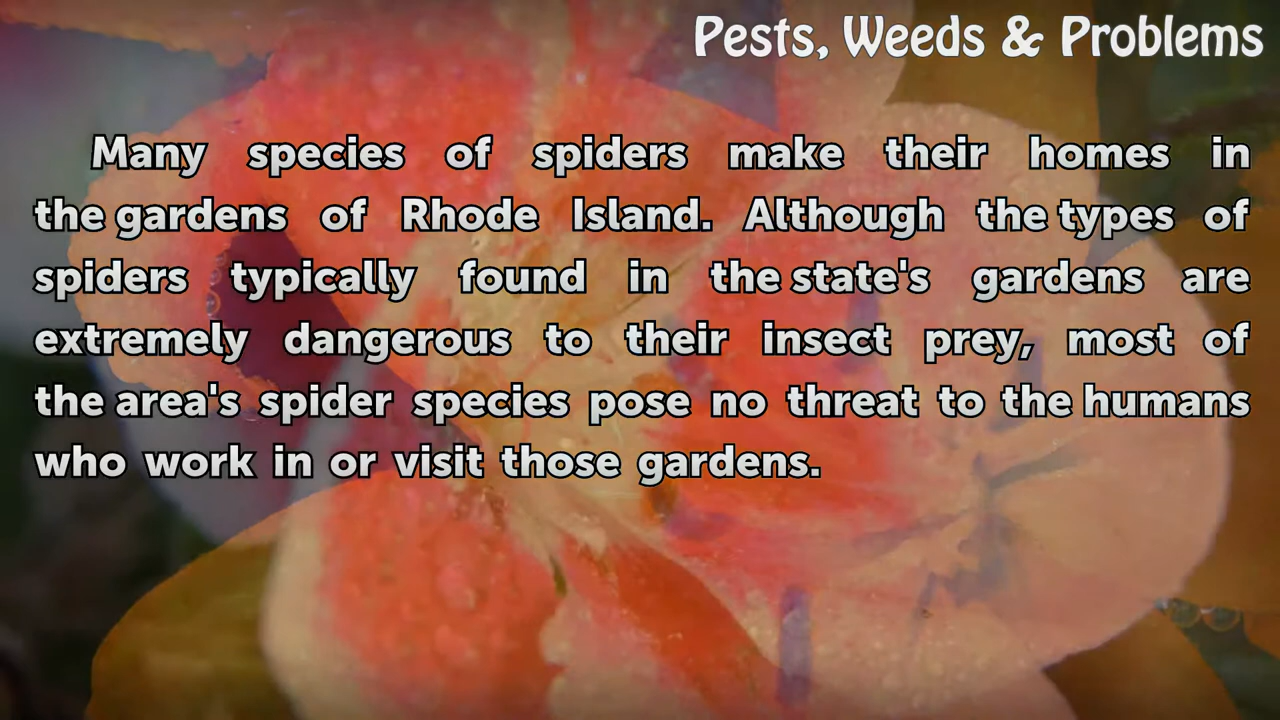 Pests, Weeds & Problems
Many species of spiders make their homes in
the gardens of Rhode Island. Although the types of
spiders typically found in the state's gardens are
extremely dangerous to their insect prey, most of
the area's spider species pose no threat to the humans
who work in or visit those gardens.